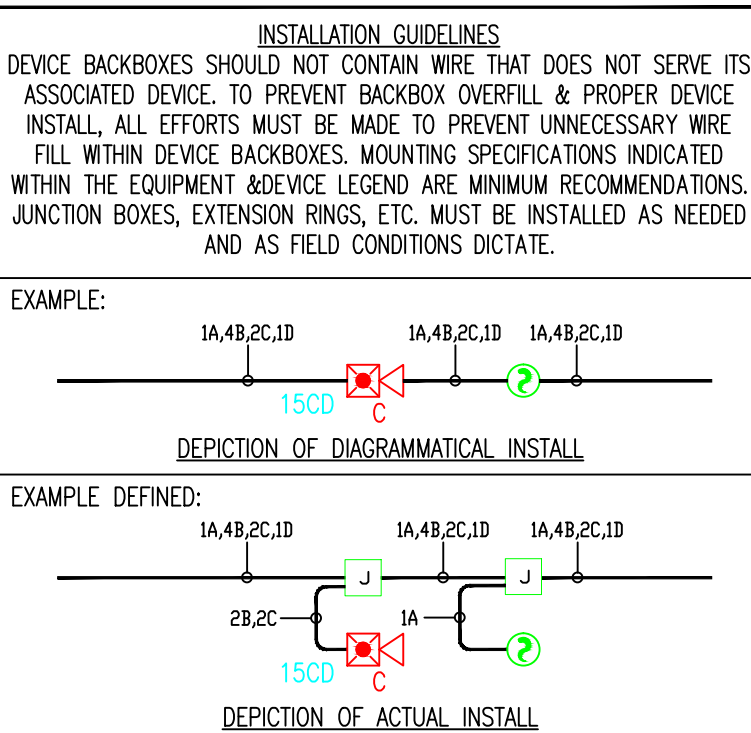 INSTALLATION GUIDELINES
DEVICE BACKBOXES SHOULD NOT CONTAIN WIRE THAT DOES NOT SERVE ITS
ASSOCIATED DEVICE. TO PREVENT BACKBOX OVERFILL & PROPER DEVICE
INSTALL, ALL EFFORTS MUST BE MADE TO PREVENT UNNECESSARY WIRE
FILL WITHIN DEVICE BACKBOXES. MOUNTING SPECIFICATIONS INDICATED
WITHIN THE EQUIPMENT &DEVICE LEGEND ARE MINIMUM RECOMMENDATIONS.
JUNCTION BOXES, EXTENSION RINGS, ETC. MUST BE INSTALLED AS NEEDED
AND AS FIELD CONDITIONS DICTATE.
EXAMPLE:
1A,4B,2C,1D 1A,4B,2C,1D 1A,4B,2C,1D
15CD C
DEPICTION OF DIAGRAMMATICAL INSTALL
EXAMPLE DEFINED:
1A,4B,2C,1D 1A,4B,2C,1D 1A,4B,2C,1D
J J
2B,2C 1A
15CD C
DEPICTION OF ACTUAL INSTALL